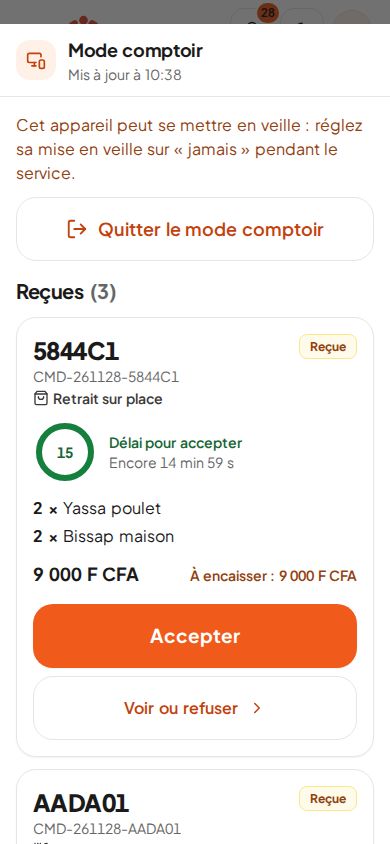 28
Mode comptoir
Mis à jour à 10:38
Cet appareil peut se mettre en veille : réglez
sa mise en veille sur « jamais » pendant le
service.
Quitter le mode comptoir
Reçues (3)
5844C1
Reçue
CMD-261128-5844C1
Retrait sur place
15
Délai pour accepter
Encore 14 min 59 s
2 × Yassa poulet
2 × Bissap maison
9 000 F CFA
À encaisser : 9 000 F CFA
Accepter
Voir ou refuser
AADA01
Reçue
CMD-261128-AADA01